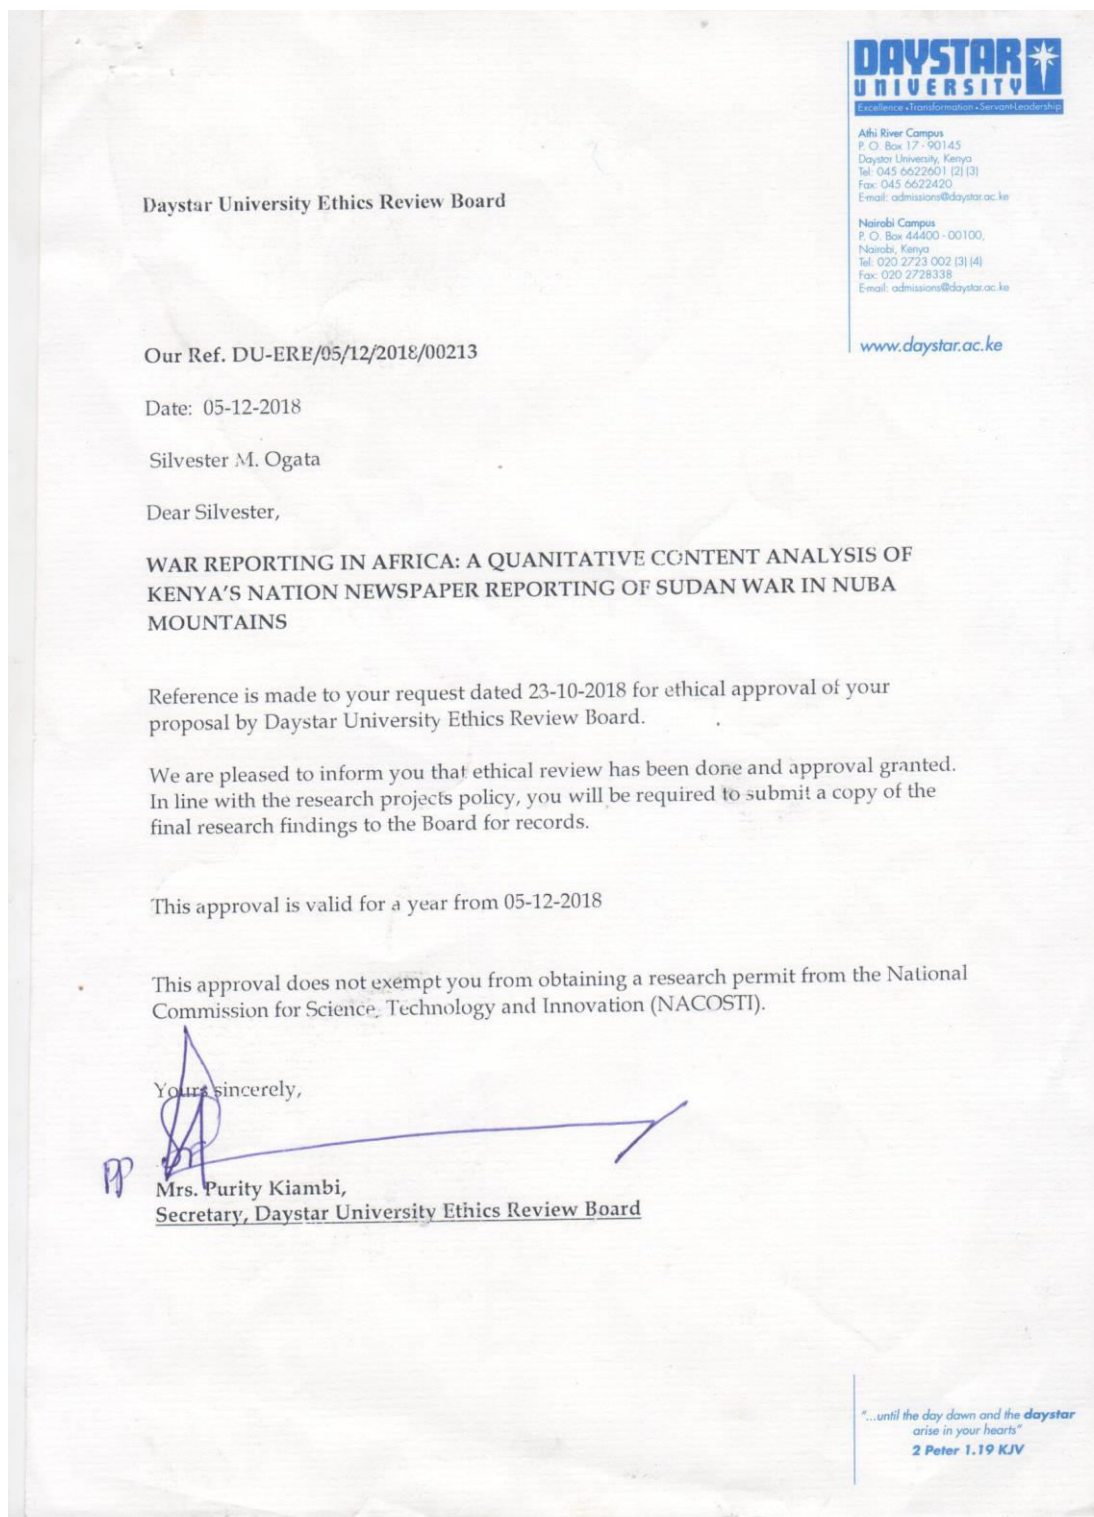 DAYSTAR
UNIVERSITY
Excellence • Transformation • Servant-Leadership
Athi River Campus
P. O. Box 17 - 90145
Daystar University, Kenya
Tel: 045 6622601 (2) (3)
Fax: 045 6622420
E-mail: admissions@daystar.ac.ke
Nairobi Campus
P. O. Box 44400 - 00100,
Nairobi, Kenya
Tel: 020 2723 002 (3) (4)
Fax: 020 2728338
E-mail: admissions@daystar.ac.ke
www.daystar.ac.ke
Daystar University Ethics Review Board
Our Ref. DU-ERE/05/12/2018/00213
Date: 05-12-2018
Silvester M. Ogata
Dear Silvester,
WAR REPORTING IN AFRICA: A QUANITATIVE CONTENT ANALYSIS OF
KENYA'S NATION NEWSPAPER REPORTING OF SUDAN WAR IN NUBA
MOUNTAINS
Reference is made to your request dated 23-10-2018 for ethical approval of your
proposal by Daystar University Ethics Review Board.
We are pleased to inform you that ethical review has been done and approval granted.
In line with the research projects policy, you will be required to submit a copy of the
final research findings to the Board for records.
This approval is valid for a year from 05-12-2018
This approval does not exempt you from obtaining a research permit from the National
Commission for Science, Technology and Innovation (NACOSTI).
Yours sincerely,
PP
Mrs. Purity Kiambi,
Secretary, Daystar University Ethics Review Board
"...until the day dawn and the daystar
arise in your hearts"
2 Peter 1.19 KJV